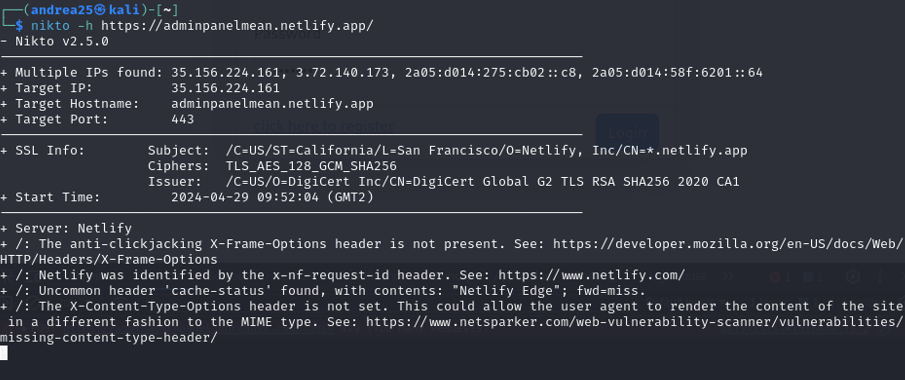 ┌──(andrea25㉿kali)-[~]
└─$ nikto -h https://adminpanelmean.netlify.app/
- Nikto v2.5.0
+ Multiple IPs found: 35.156.224.161, 3.72.140.173, 2a05:d014:275:cb02::c8, 2a05:d014:58f:6201::64
+ Target IP: 35.156.224.161
+ Target Hostname: adminpanelmean.netlify.app
+ Target Port: 443
+ SSL Info: Subject: /C=US/ST=California/L=San Francisco/O=Netlify, Inc/CN=*.netlify.app
Ciphers: TLS_AES_128_GCM_SHA256
Issuer: /C=US/O=DigiCert Inc/CN=DigiCert Global G2 TLS RSA SHA256 2020 CA1
+ Start Time: 2024-04-29 09:52:04 (GMT2)
+ Server: Netlify
+ /: The anti-clickjacking X-Frame-Options header is not present. See: https://developer.mozilla.org/en-US/docs/Web/
HTTP/Headers/X-Frame-Options
+ /: Netlify was identified by the x-nf-request-id header. See: https://www.netlify.com/
+ /: Uncommon header 'cache-status' found, with contents: "Netlify Edge"; fwd=miss.
+ /: The X-Content-Type-Options header is not set. This could allow the user agent to render the content of the site
in a different fashion to the MIME type. See: https://www.netsparker.com/web-vulnerability-scanner/vulnerabilities/
missing-content-type-header/
Password
click here to register
Login